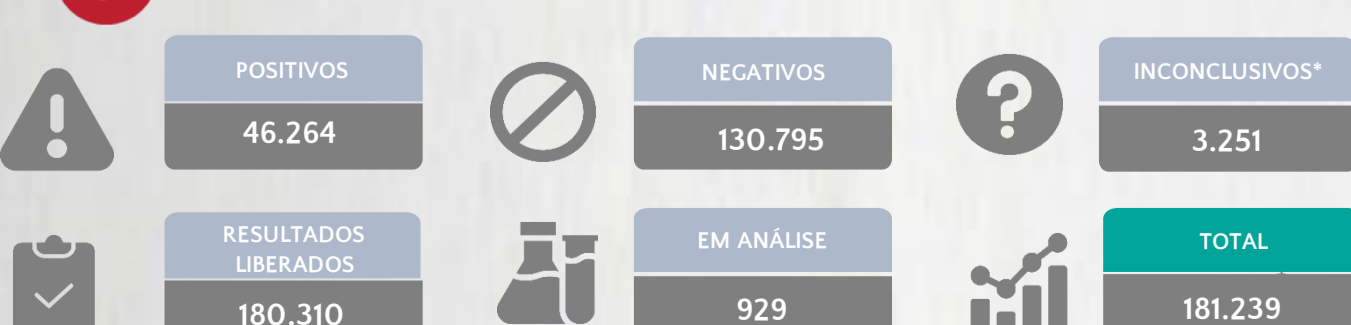 POSITIVOS
46.264
NEGATIVOS
130.795
INCONCLUSIVOS*
3.251
RESULTADOS
LIBERADOS
180.310
EM ANÁLISE
929
TOTAL
181.239